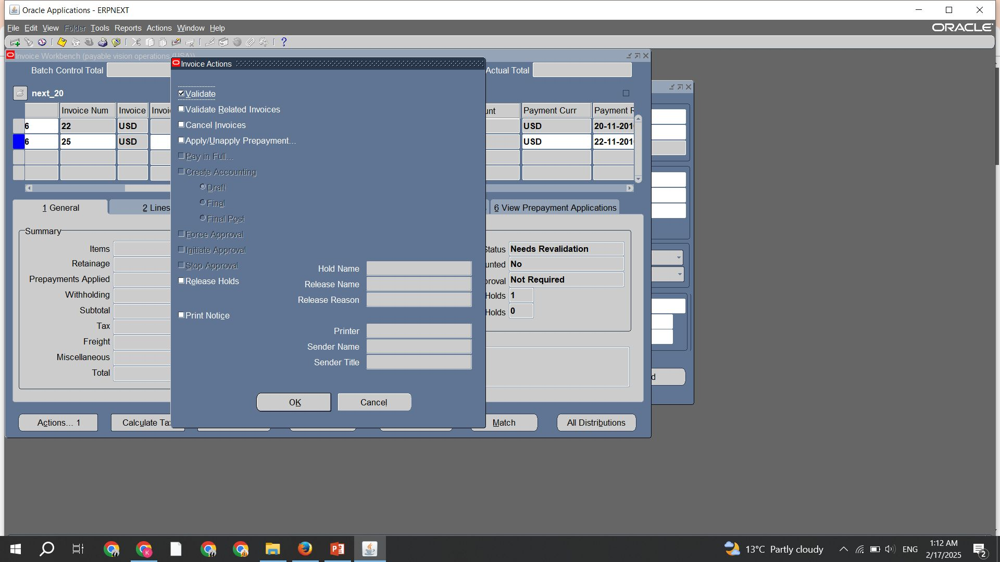 Oracle Applications - ERPNEXT
File Edit View Folder Tools Reports Actions Window Help
ORACLE
Invoice Workbench (payable vision operations (USA))
Invoice Actions
Batch Control Total
Actual Total
next_20
Validate
Validate Related Invoices
Cancel Invoices
Apply/Unapply Prepayment...
Pay in Full...
Create Accounting
Draft
Final
Final Post
Force Approval
Initiate Approval
Stop Approval
Release Holds
Hold Name
Release Name
Release Reason
Print Notice
Printer
Sender Name
Sender Title
OK
Cancel
Invoice Num Invoice Invoi unt Payment Curr Payment R
6 22 USD USD 20-11-201
6 25 USD USD 22-11-201
1 General
2 Lines
6 View Prepayment Applications
Summary
Items
Retainage
Prepayments Applied
Withholding
Subtotal
Tax
Freight
Miscellaneous
Total
Status Needs Revalidation
unted No
proval Not Required
Holds 1
Holds 0
d
Actions... 1
Calculate Ta
Match
All Distributions
13°C Partly cloudy
ENG
1:12 AM
2/17/2025
2